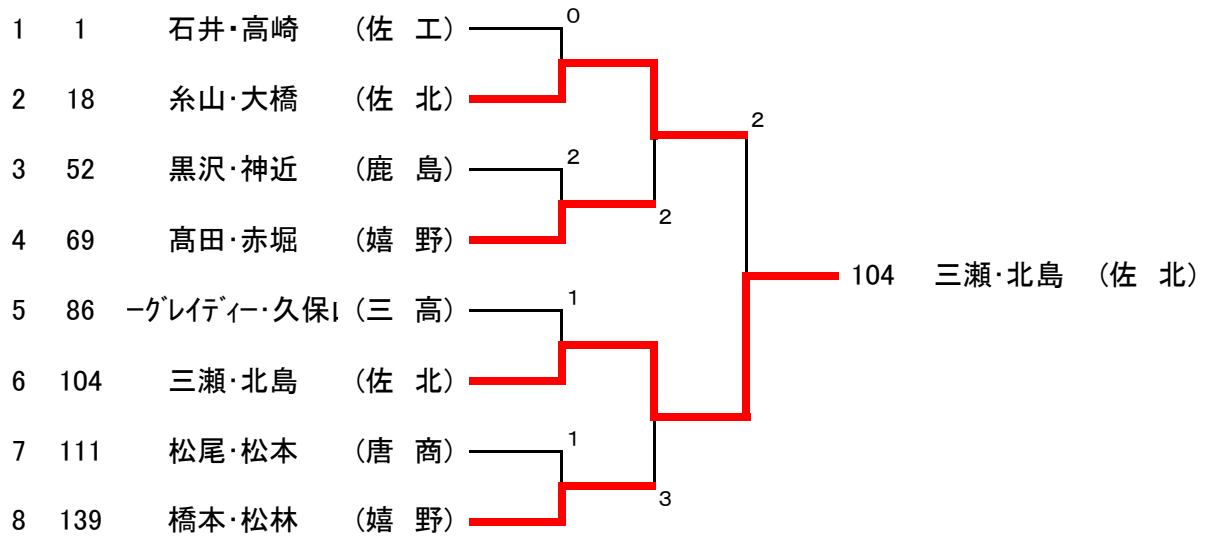 0
1 1 石井・高崎 (佐 工)
2 18 糸山・大橋 (佐 北)
2
3 52 黒沢・神近 (鹿 島)
2
2
4 69 髙田・赤堀 (嬉 野)
104 三瀬・北島 (佐 北)
1
5 86 ーグレイディー・久保 (三 高)
6 104 三瀬・北島 (佐 北)
1
7 111 松尾・松本 (唐 商)
3
8 139 橋本・松林 (嬉 野)